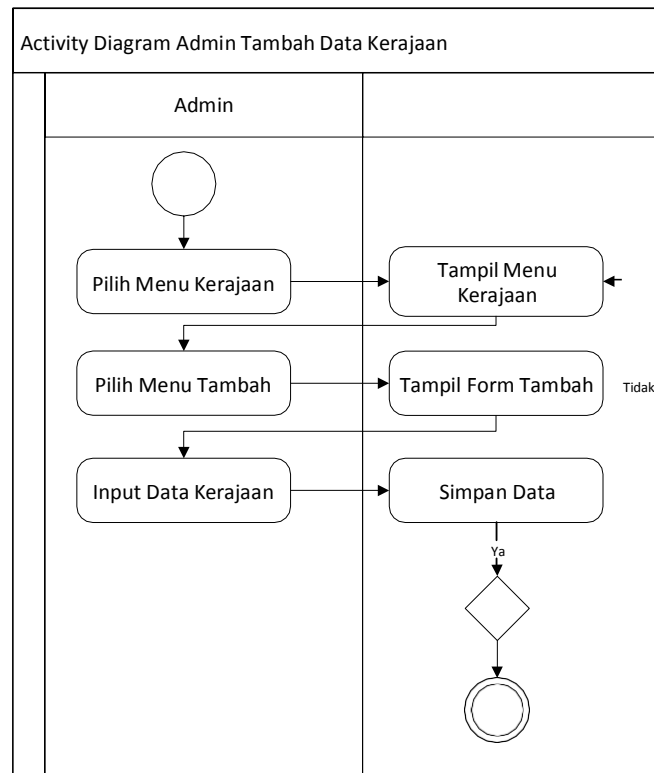 Activity Diagram Admin Tambah Data Kerajaan
Admin
Pilih Menu Kerajaan
Tampil Menu
Kerajaan
Pilih Menu Tambah
Tampil Form Tambah
Tidak
Input Data Kerajaan
Simpan Data
Ya